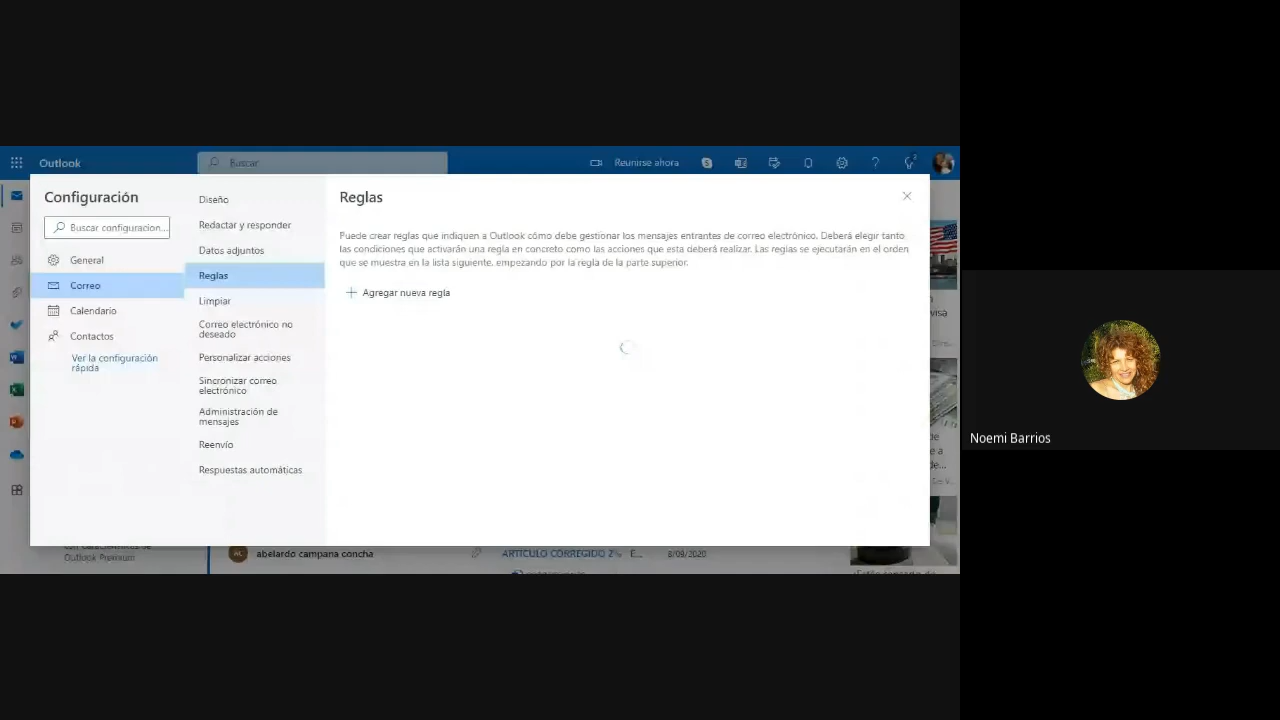 Outlook
Buscar
Reunirse ahora
Configuración
Buscar configuracion...
General
Correo
Calendario
Contactos
Ver la configuración
rápida
Diseño
Redactar y responder
Datos adjuntos
Reglas
Limpiar
Correo electrónico no
deseado
Personalizar acciones
Sincronizar correo
electrónico
Administración de
mensajes
Reenvío
Respuestas automáticas
Reglas
Puede crear reglas que indiquen a Outlook cómo debe gestionar los mensajes entrantes de correo electrónico. Deberá elegir tanto
las condiciones que activarán una regla en concreto como las acciones que esta deberá realizar. Las reglas se ejecutarán en el orden
que se muestra en la lista siguiente, empezando por la regla de la parte superior.
Agregar nueva regla
Outlook Premium
abelardo campana concha
ARTICULO CORREGIDO 2
E...
8/09/2020
Noemi Barrios